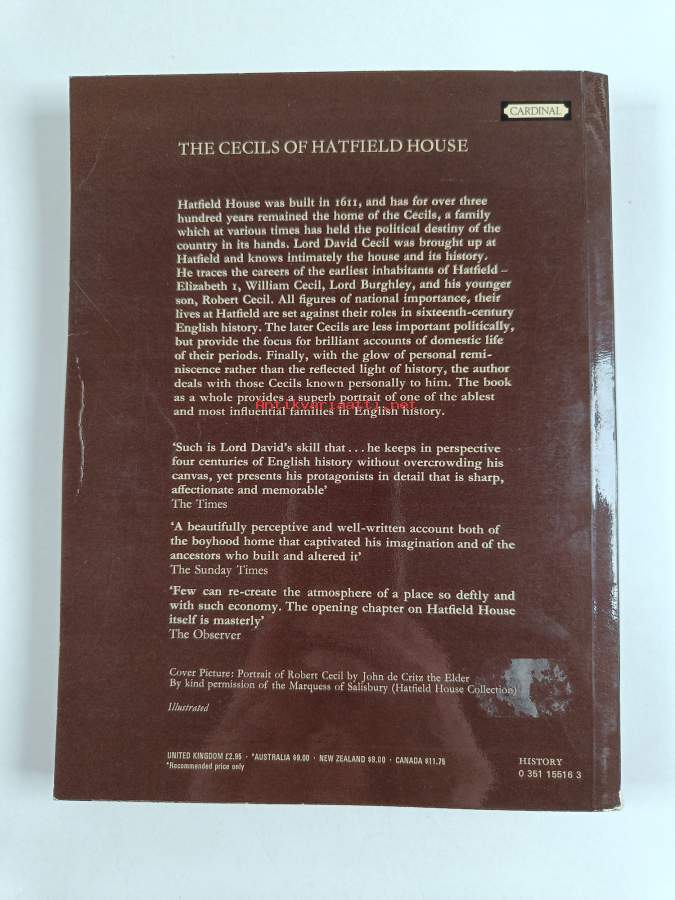 CARDINAL
THE CECILS OF HATFIELD HOUSE
Hatfield House was built in 1611, and has for over three
hundred years remained the home of the Cecils, a family
which at various times has held the political destiny of the
country in its hands. Lord David Cecil was brought up at
Hatfield and knows intimately the house and its history.
He traces the careers of the earliest inhabitants of Hatfield –
Elizabeth I, William Cecil, Lord Burghley, and his younger
son, Robert Cecil. All figures of national importance, their
lives at Hatfield are set against their roles in sixteenth-century
English history. The later Cecils are less important politically,
but provide the focus for brilliant accounts of domestic life
of their periods. Finally, with the glow of personal remi-
niscence rather than the reflected light of history, the author
deals with those Cecils known personally to him. The book
as a whole provides a superb portrait of one of the ablest
Antikvariaatti.net
and most influential families in English history.
‘Such is Lord David’s skill that . . . he keeps in perspective
four centuries of English history without overcrowding his
canvas, yet presents his protagonists in detail that is sharp,
affectionate and memorable’
The Times
‘A beautifully perceptive and well-written account both of
the boyhood home that captivated his imagination and of the
ancestors who built and altered it’
The Sunday Times
‘Few can re-create the atmosphere of a place so deftly and
with such economy. The opening chapter on Hatfield House
itself is masterly’
The Observer
Cover Picture: Portrait of Robert Cecil by John de Critz the Elder
By kind permission of the Marquess of Salisbury (Hatfield House Collection)
Illustrated
UNITED KINGDOM £2.95 · *AUSTRALIA $9.00 · NEW ZEALAND $9.00 · CANADA $11.75
*Recommended price only
HISTORY
0 351 15516 3